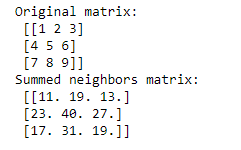 Original matrix:
[[1 2 3]
[4 5 6]
[7 8 9]]
Summed neighbors matrix:
[[11. 19. 13.]
[23. 40. 27.]
[17. 31. 19.]]